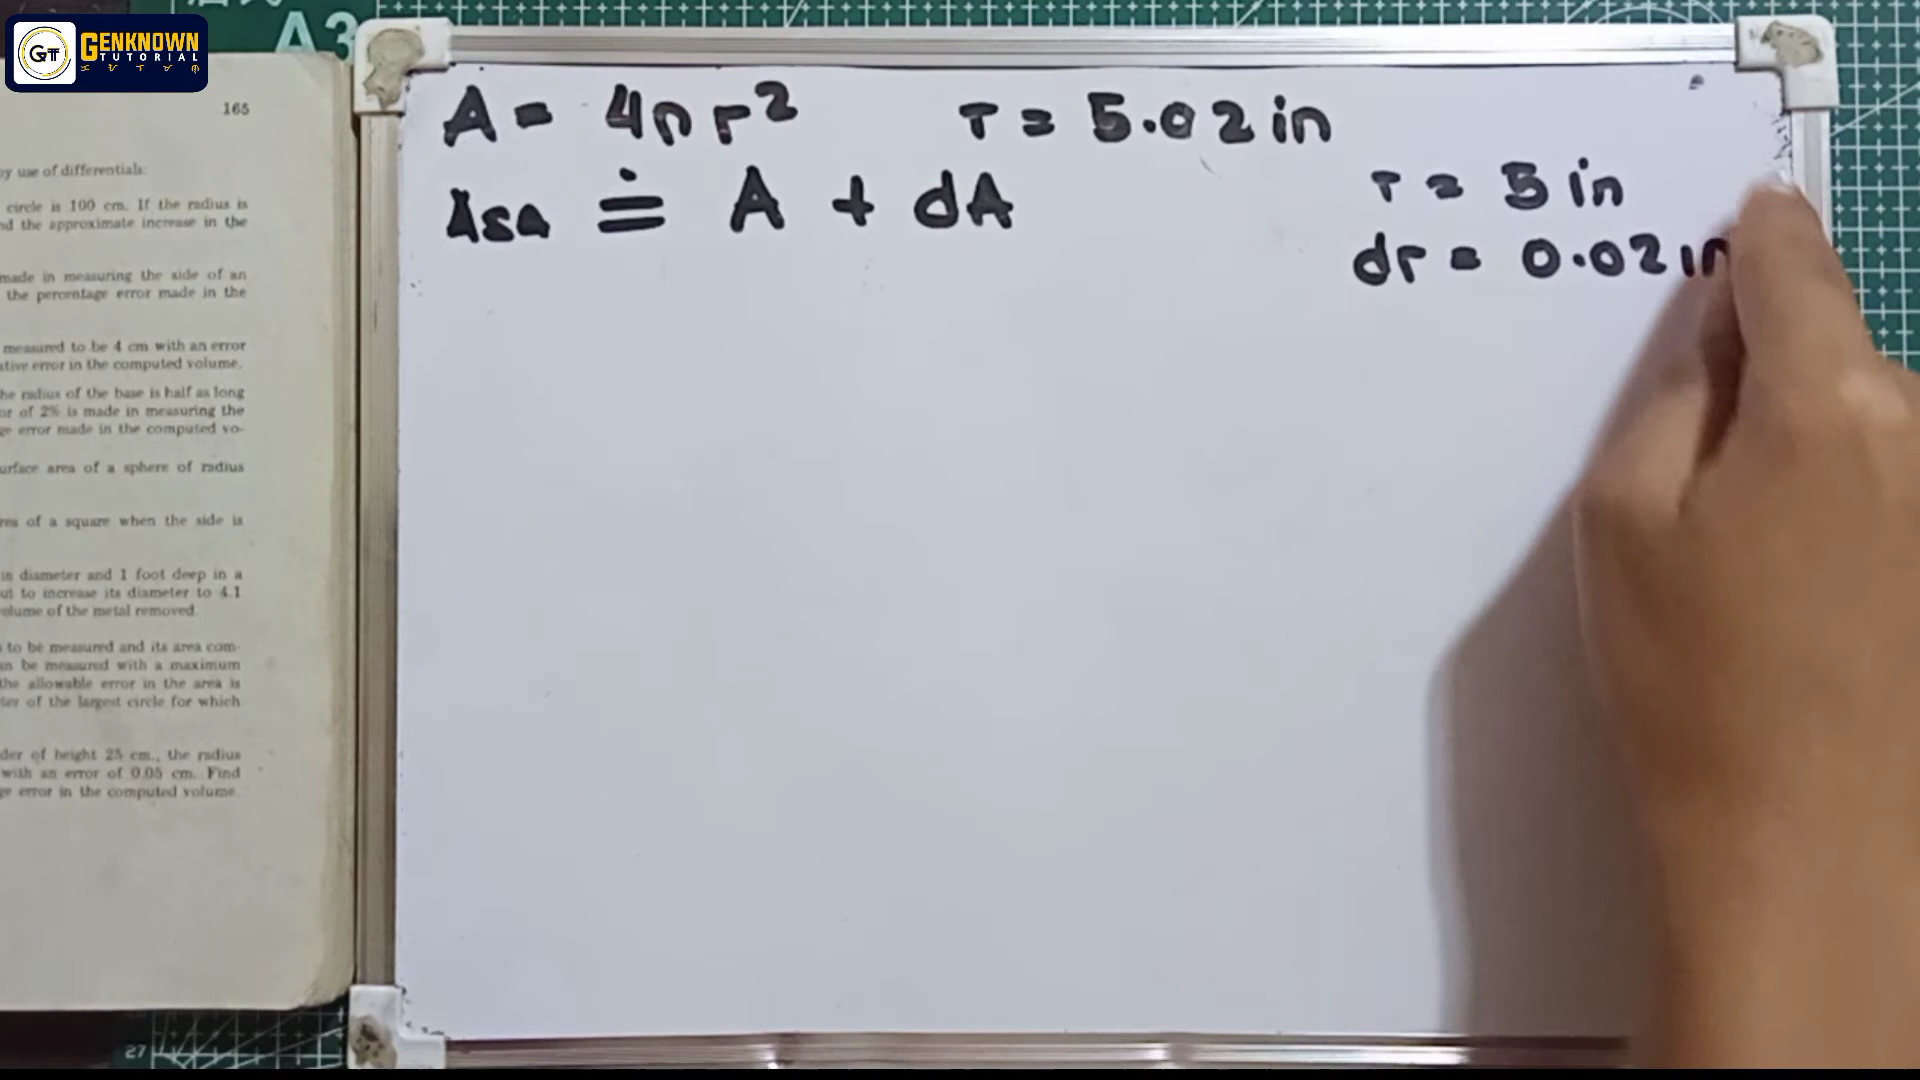 GENKNOWN
TUTORIAL
GT
A3
165
by use of differentials:
circle is 100 cm. If the radius is
nd the approximate increase in the
made in measuring the side of an
the percentage error made in the
measured to be 4 cm with an error
ative error in the computed volume.
he radius of the base is half as long
or of 2% is made in measuring the
ge error made in the computed vo-
urface area of a sphere of radius
res of a square when the side is
in diameter and 1 foot deep in a
ut to increase its diameter to 4.1
olume of the metal removed.
to be measured and its area com-
an be measured with a maximum
the allowable error in the area is
ter of the largest circle for which
der of height 25 cm., the radius
with an error of 0.05 cm. Find
ge error in the computed volume.
A = 4π r² r = 5.02 in
Asa ≐ A + dA
r = 5 in
dr = 0.02 in
27